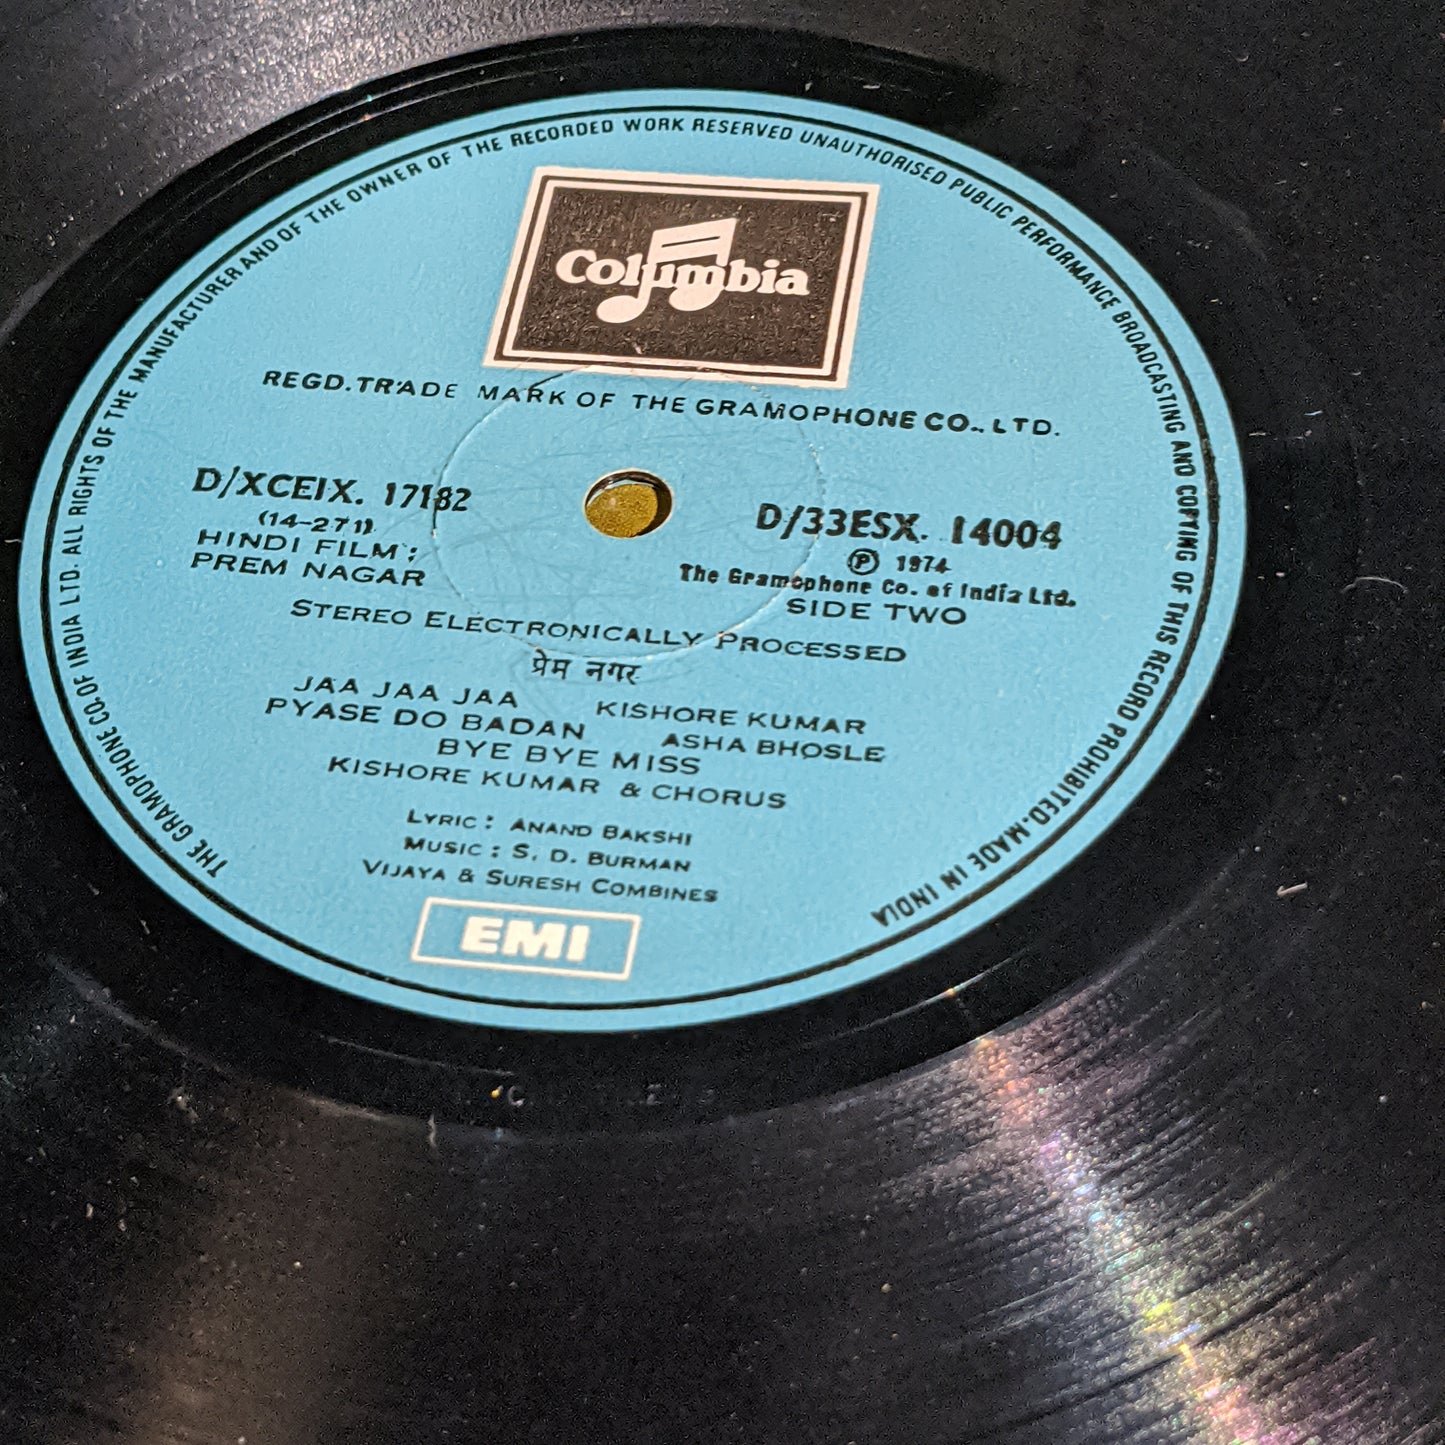 THE GRAMOPHONE CO. OF INDIA LTD. ALL RIGHTS OF THE MANUFACTURER AND OF THE OWNER OF THE RECORDED WORK RESERVED UNAUTHORISED PUBLIC PERFORMANCE BROADCASTING AND COPYING OF THIS RECORD PROHIBITED. MADE IN INDIA
Columbia
REGD. TRADE MARK OF THE GRAMOPHONE CO., LTD.
D/XCEIX. 17182
(14-271)
HINDI FILM :
PREM NAGAR
D/33ESX. 14004
Ⓟ 1974
The Gramophone Co. of India Ltd.
SIDE TWO
STEREO ELECTRONICALLY PROCESSED
प्रेम नगर
JAA JAA JAA KISHORE KUMAR
PYASE DO BADAN ASHA BHOSLE
BYE BYE MISS
KISHORE KUMAR & CHORUS
LYRIC : ANAND BAKSHI
MUSIC : S. D. BURMAN
VIJAYA & SURESH COMBINES
EMI